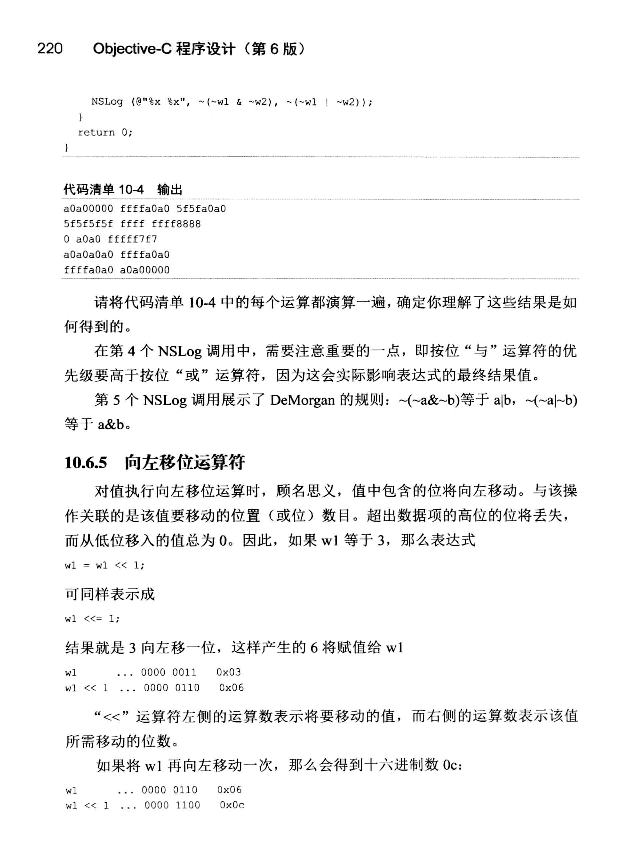 220 Objective-C 程序设计（第 6 版）
NSLog (@"%x %x", ~(~w1 & ~w2), ~(~w1 | ~w2));
}
return 0;
}
代码清单 10-4 输出
a0a00000 ffffa0a0 5f5fa0a0
5f5f5f5f ffff ffff8888
0 a0a0 fffff7f7
a0a0a0a0 ffffa0a0
ffffa0a0 a0a00000
请将代码清单 10-4 中的每个运算都演算一遍，确定你理解了这些结果是如
何得到的。
在第 4 个 NSLog 调用中，需要注意重要的一点，即按位“与”运算符的优
先级要高于按位“或”运算符，因为这会实际影响表达式的最终结果值。
第 5 个 NSLog 调用展示了 DeMorgan 的规则：~(~a&~b)等于 a|b，~(~a|~b)
等于 a&b。
10.6.5 向左移位运算符
对值执行向左移位运算时，顾名思义，值中包含的位将向左移动。与该操
作关联的是该值要移动的位置（或位）数目。超出数据项的高位的位将丢失，
而从低位移入的值总为 0。因此，如果 w1 等于 3，那么表达式
w1 = w1 << 1;
可同样表示成
w1 <<= 1;
结果就是 3 向左移一位，这样产生的 6 将赋值给 w1
w1 ... 0000 0011 0x03
w1 << 1 ... 0000 0110 0x06
“<<”运算符左侧的运算数表示将要移动的值，而右侧的运算数表示该值
所需移动的位数。
如果将 w1 再向左移动一次，那么会得到十六进制数 0c：
w1 ... 0000 0110 0x06
w1 << 1 ... 0000 1100 0x0c